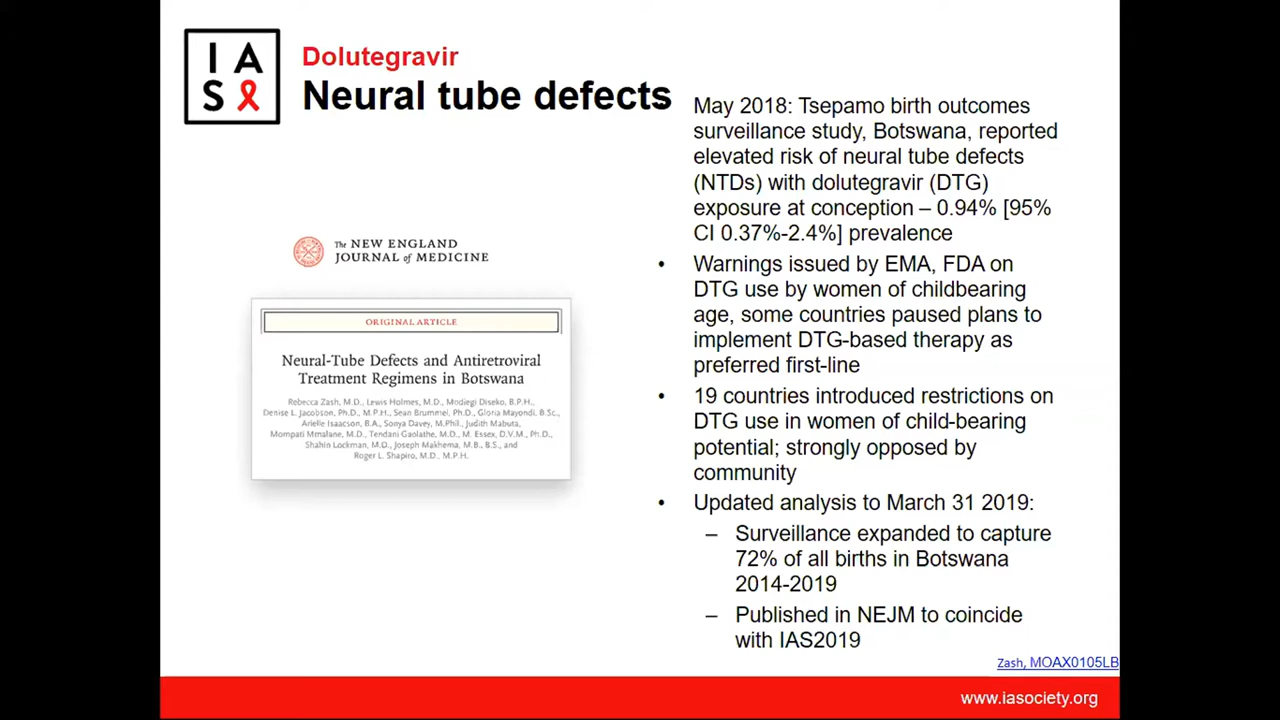 IA
S
Dolutegravir
Neural tube defects
May 2018: Tsepamo birth outcomes
surveillance study, Botswana, reported
elevated risk of neural tube defects
(NTDs) with dolutegravir (DTG)
exposure at conception – 0.94% [95%
CI 0.37%-2.4%] prevalence
• Warnings issued by EMA, FDA on
DTG use by women of childbearing
age, some countries paused plans to
implement DTG-based therapy as
preferred first-line
• 19 countries introduced restrictions on
DTG use in women of child-bearing
potential; strongly opposed by
community
• Updated analysis to March 31 2019:
– Surveillance expanded to capture
72% of all births in Botswana
2014-2019
– Published in NEJM to coincide
with IAS2019
The NEW ENGLAND
JOURNAL of MEDICINE
ORIGINAL ARTICLE
Neural-Tube Defects and Antiretroviral
Treatment Regimens in Botswana
Rebecca Zash, M.D., Lewis Holmes, M.D., Modiegi Diseko, B.P.H.,
Denise L. Jacobson, Ph.D., M.P.H., Sean Brummel, Ph.D., Gloria Mayondi, B.Sc.,
Arielle Isaacson, B.A., Sonya Davey, M.Phil., Judith Mabuta,
Mompati Mmalane, M.D., Tendani Gaolathe, M.D., M. Essex, D.V.M., Ph.D.,
Shahin Lockman, M.D., Joseph Makhema, M.B., B.S., and
Roger L. Shapiro, M.D., M.P.H.
Zash, MOAX0105LB
www.iasociety.org